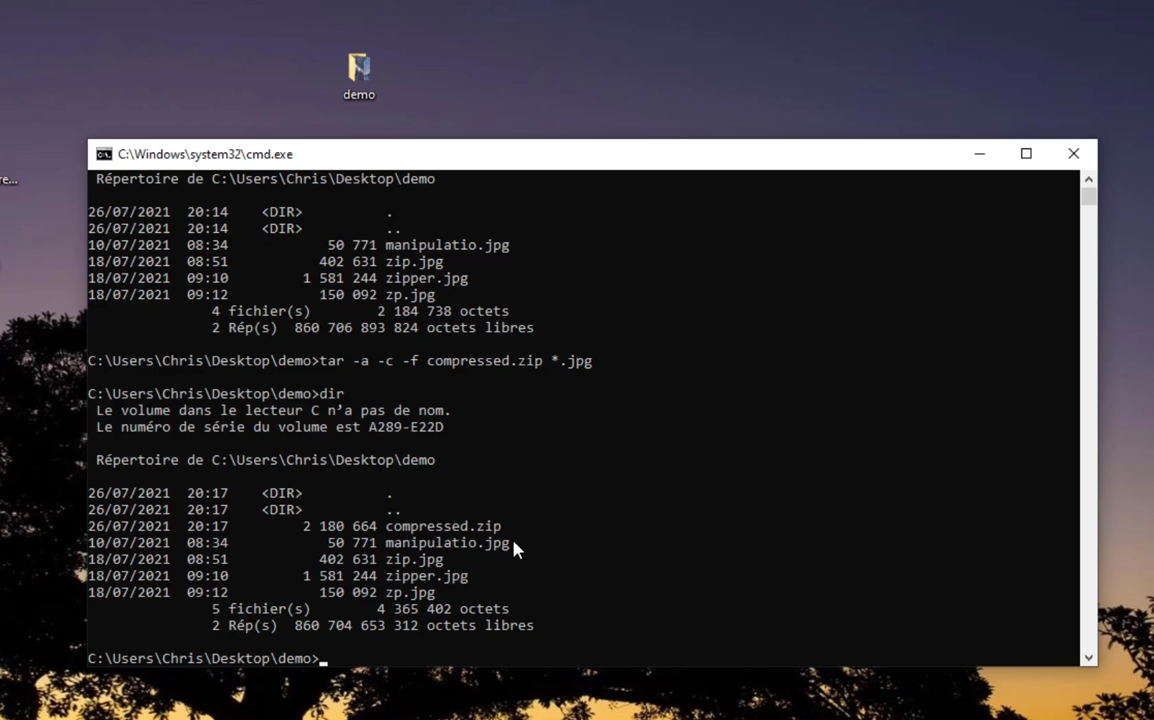 demo
re...
C:\Windows\system32\cmd.exe
Répertoire de C:\Users\Chris\Desktop\demo
26/07/2021  20:14    <DIR>          .
26/07/2021  20:14    <DIR>          ..
10/07/2021  08:34            50 771 manipulatio.jpg
18/07/2021  08:51           402 631 zip.jpg
18/07/2021  09:10         1 581 244 zipper.jpg
18/07/2021  09:12           150 092 zp.jpg
4 fichier(s)        2 184 738 octets
2 Rép(s)  860 706 893 824 octets libres
C:\Users\Chris\Desktop\demo>tar -a -c -f compressed.zip *.jpg
C:\Users\Chris\Desktop\demo>dir
Le volume dans le lecteur C n’a pas de nom.
Le numéro de série du volume est A289-E22D
Répertoire de C:\Users\Chris\Desktop\demo
26/07/2021  20:17    <DIR>          .
26/07/2021  20:17    <DIR>          ..
26/07/2021  20:17         2 180 664 compressed.zip
10/07/2021  08:34            50 771 manipulatio.jpg
18/07/2021  08:51           402 631 zip.jpg
18/07/2021  09:10         1 581 244 zipper.jpg
18/07/2021  09:12           150 092 zp.jpg
5 fichier(s)        4 365 402 octets
2 Rép(s)  860 704 653 312 octets libres
C:\Users\Chris\Desktop\demo>